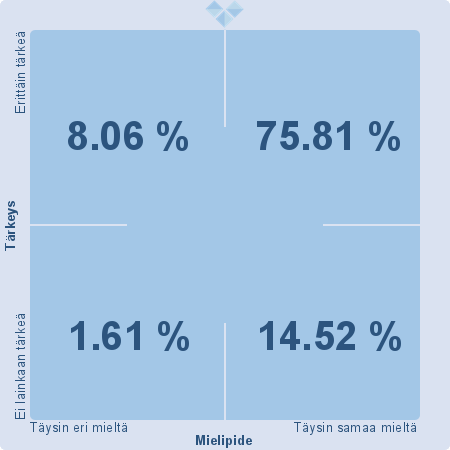 Erittäin tärkeä
8.06 %
75.81 %
Tärkeys
1.61 %
14.52 %
Ei lainkaan tärkeä
Täysin eri mieltä
Täysin samaa mieltä
Mielipide